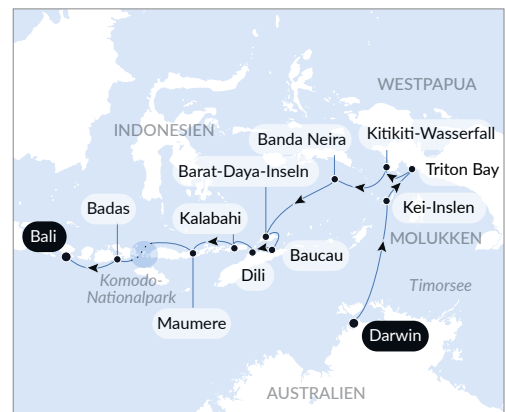 WESTPAPUA
INDONESIEN
Banda Neira
Kitikiti-Wasserfall
Barat-Daya-Inseln
Triton Bay
Badas
Kalabahi
Kei-Inslen
Bali
MOLUKKEN
Baucau
Dili
Komodo-
Nationalpark
Timorsee
Maumere
Darwin
AUSTRALIEN